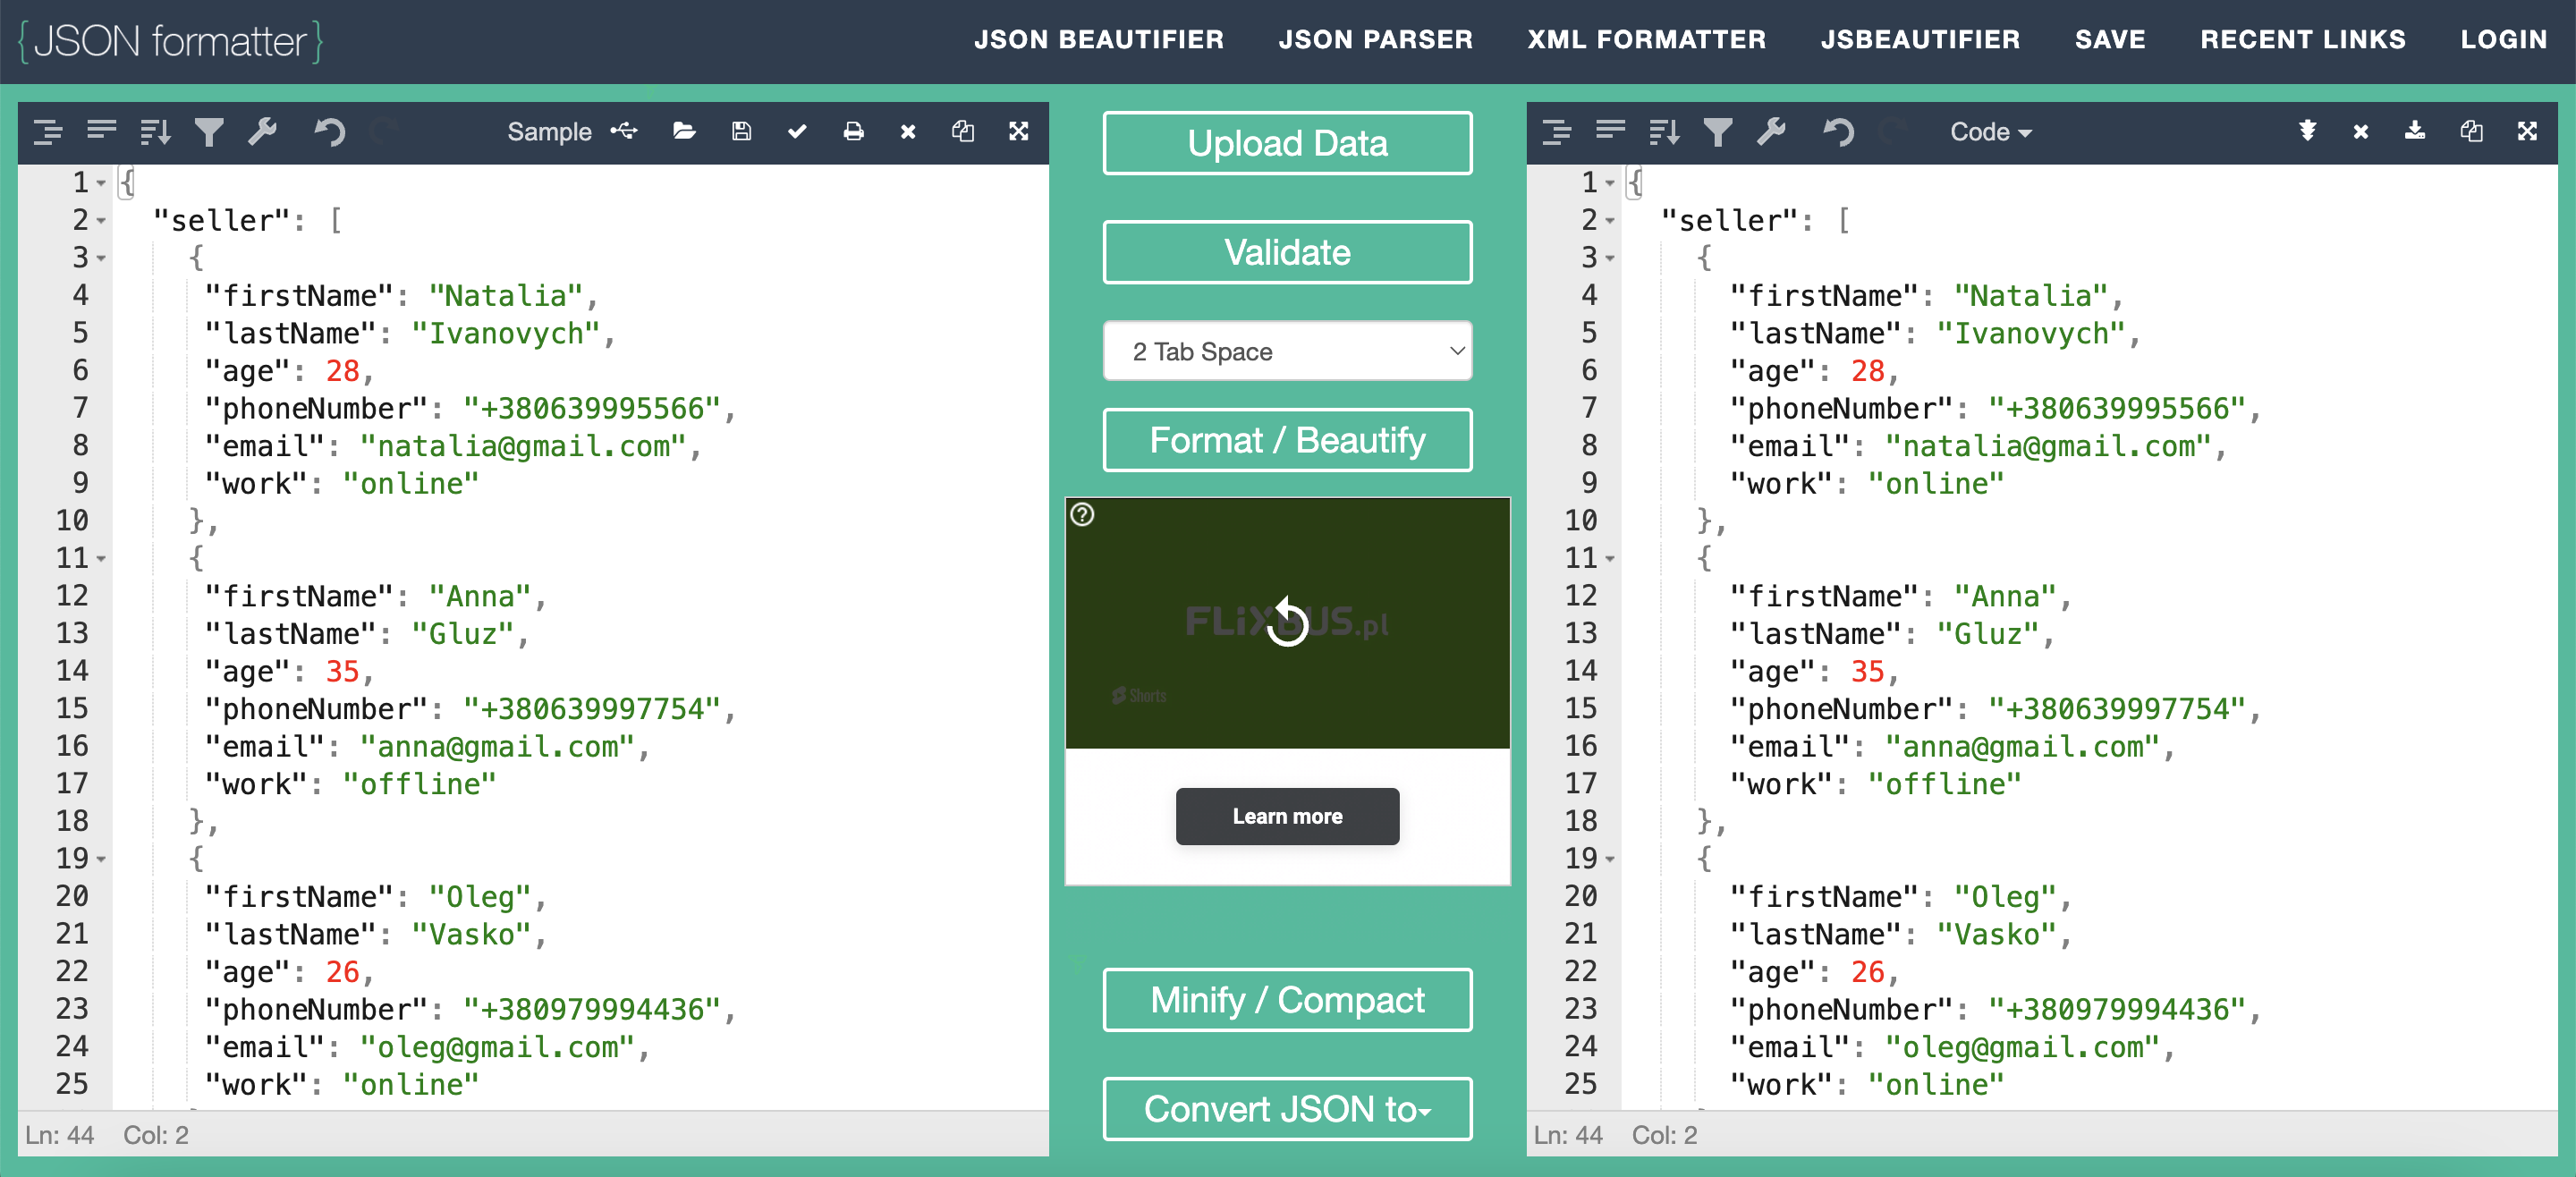 {JSON formatter}
JSON BEAUTIFIER JSON PARSER XML FORMATTER JSBEAUTIFIER SAVE RECENT LINKS LOGIN
Sample
1 {
2 "seller": [
3 {
4 "firstName": "Natalia",
5 "lastName": "Ivanovych",
6 "age": 28,
7 "phoneNumber": "+380639995566",
8 "email": "natalia@gmail.com",
9 "work": "online"
10 },
11 {
12 "firstName": "Anna",
13 "lastName": "Gluz",
14 "age": 35,
15 "phoneNumber": "+380639997754",
16 "email": "anna@gmail.com",
17 "work": "offline"
18 },
19 {
20 "firstName": "Oleg",
21 "lastName": "Vasko",
22 "age": 26,
23 "phoneNumber": "+380979994436",
24 "email": "oleg@gmail.com",
25 "work": "online"
Ln: 44 Col: 2
Upload Data
Validate
2 Tab Space
Format / Beautify
FLiXBUS.pl
Shorts
Learn more
Minify / Compact
Convert JSON to
Code
1 {
2 "seller": [
3 {
4 "firstName": "Natalia",
5 "lastName": "Ivanovych",
6 "age": 28,
7 "phoneNumber": "+380639995566",
8 "email": "natalia@gmail.com",
9 "work": "online"
10 },
11 {
12 "firstName": "Anna",
13 "lastName": "Gluz",
14 "age": 35,
15 "phoneNumber": "+380639997754",
16 "email": "anna@gmail.com",
17 "work": "offline"
18 },
19 {
20 "firstName": "Oleg",
21 "lastName": "Vasko",
22 "age": 26,
23 "phoneNumber": "+380979994436",
24 "email": "oleg@gmail.com",
25 "work": "online"
Ln: 44 Col: 2